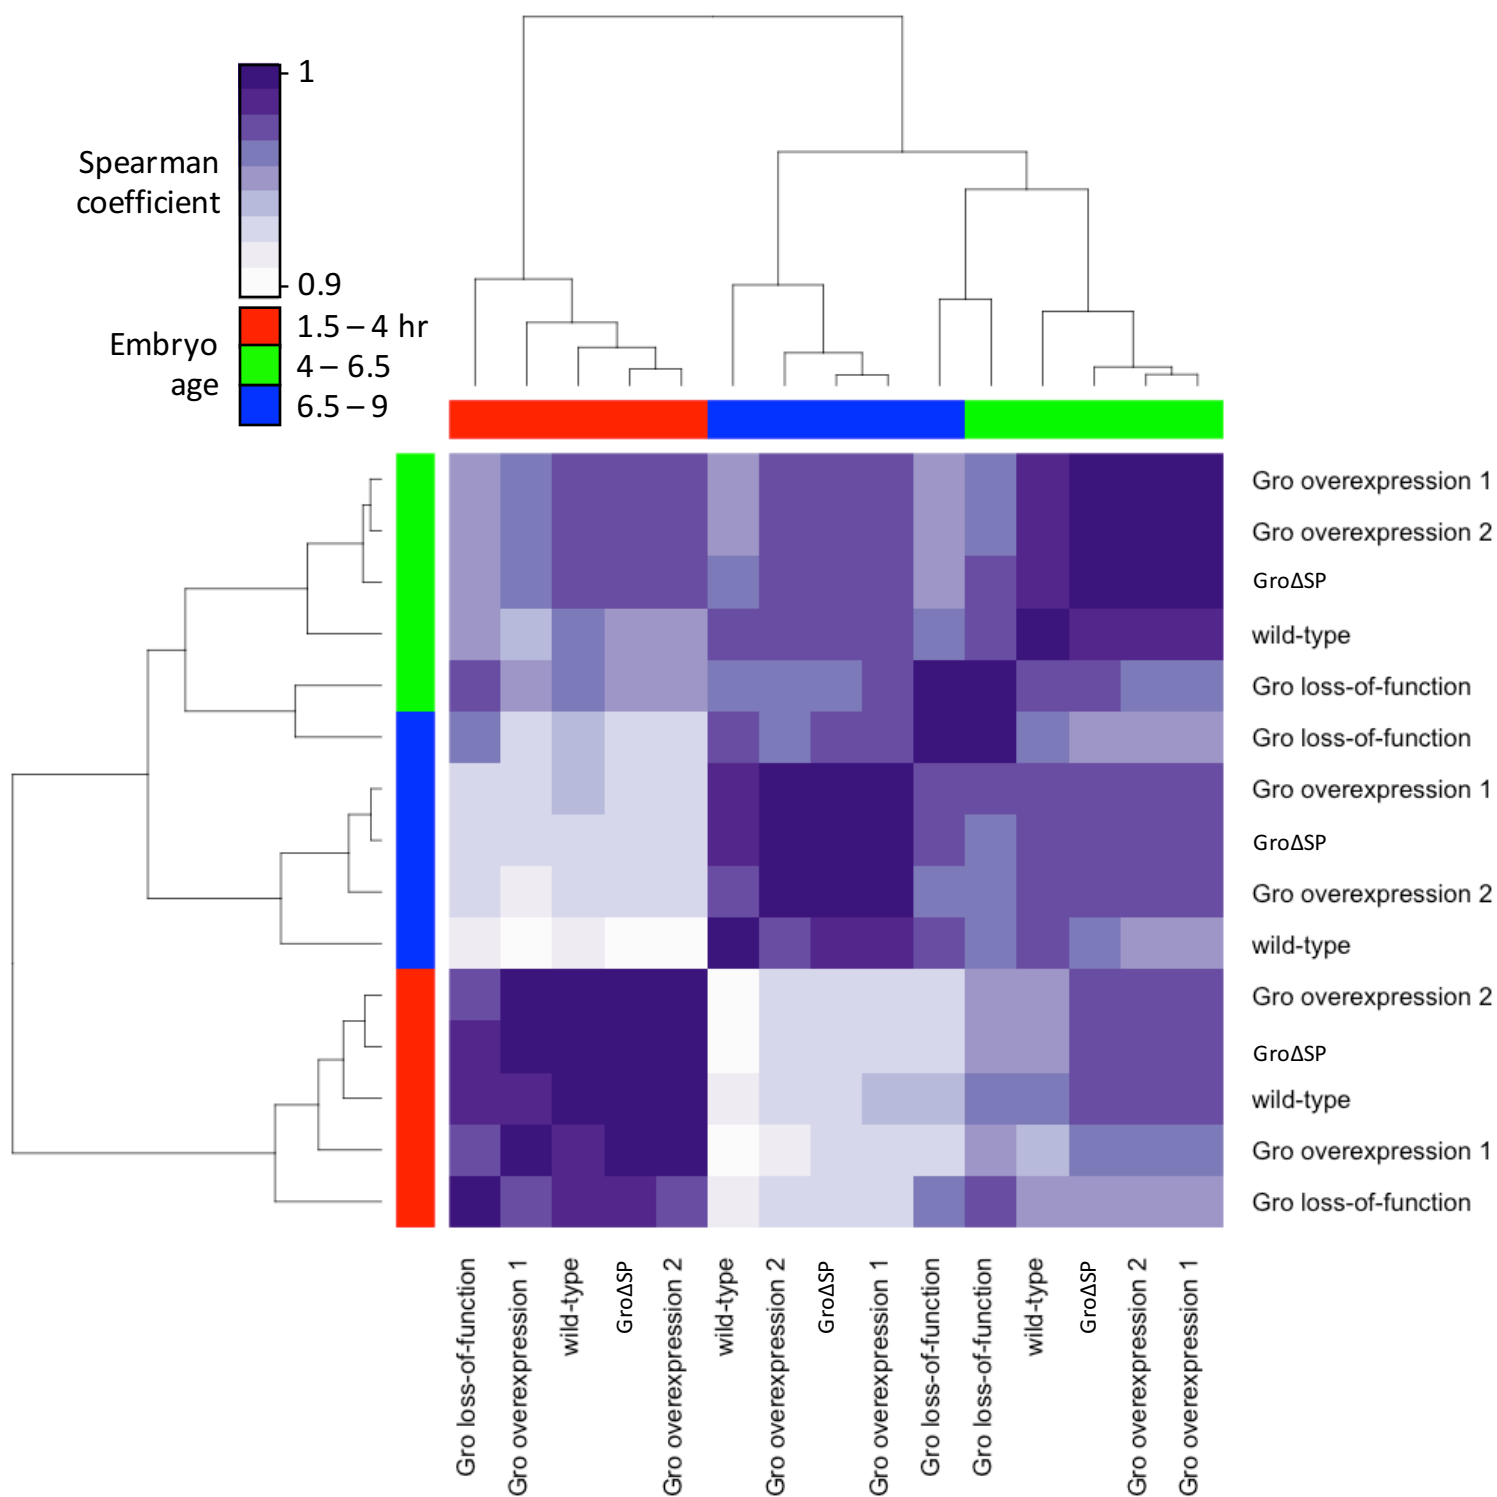 1
Spearman
coefficient
0.9
1.5 – 4 hr
Embryo
age
4 – 6.5
6.5 – 9
Gro overexpression 1
Gro overexpression 2
GroΔSP
wild-type
Gro loss-of-function
Gro loss-of-function
Gro overexpression 1
GroΔSP
Gro overexpression 2
wild-type
Gro overexpression 2
GroΔSP
wild-type
Gro overexpression 1
Gro loss-of-function
Gro loss-of-function
Gro overexpression 1
wild-type
GroΔSP
Gro overexpression 2
wild-type
Gro overexpression 2
GroΔSP
Gro overexpression 1
Gro loss-of-function
Gro loss-of-function
wild-type
GroΔSP
Gro overexpression 2
Gro overexpression 1